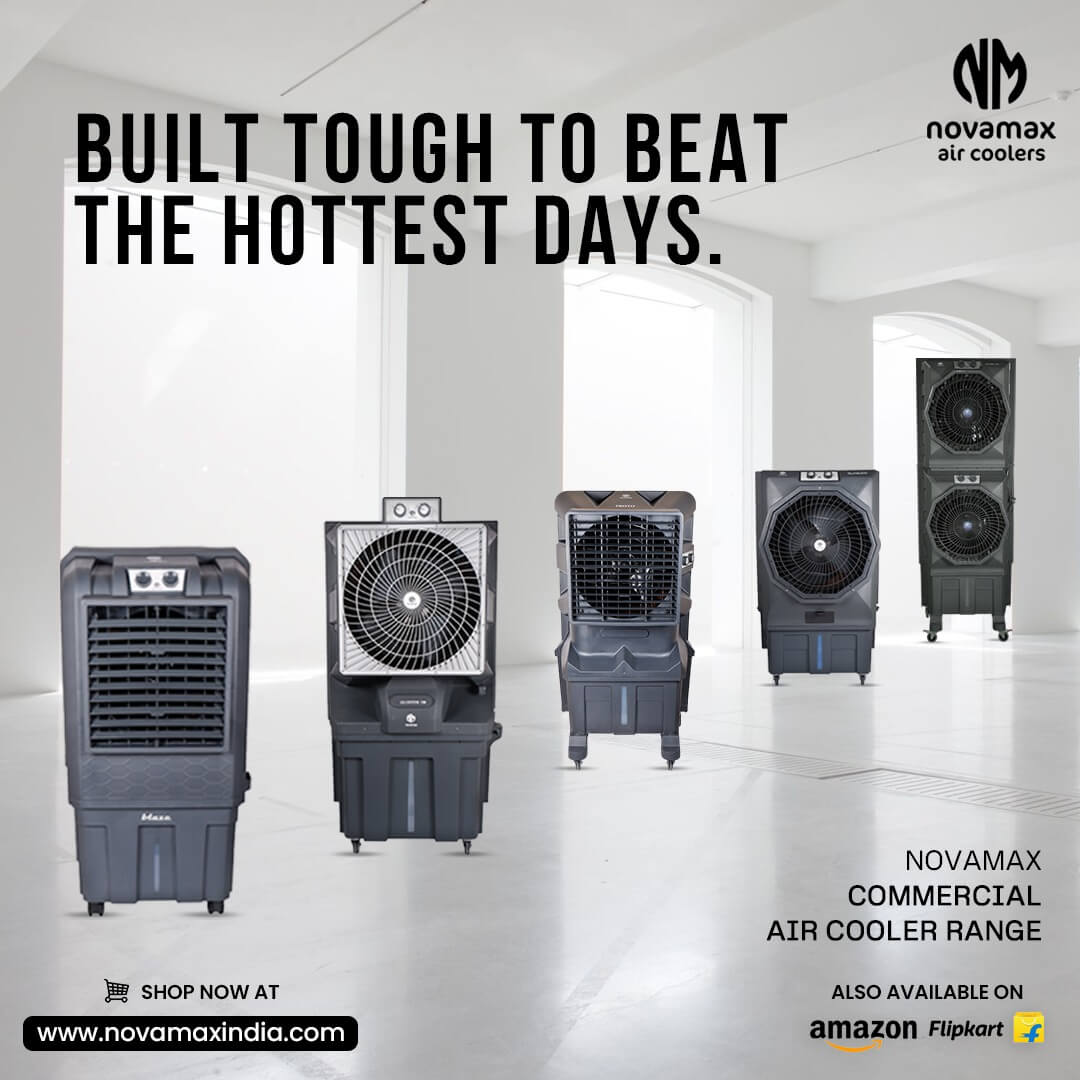 NM
novamax
air coolers
BUILT TOUGH TO BEAT
THE HOTTEST DAYS.
blaze
NOVAMAX
COMMERCIAL
AIR COOLER RANGE
SHOP NOW AT
www.novamaxindia.com
ALSO AVAILABLE ON
amazon Flipkart